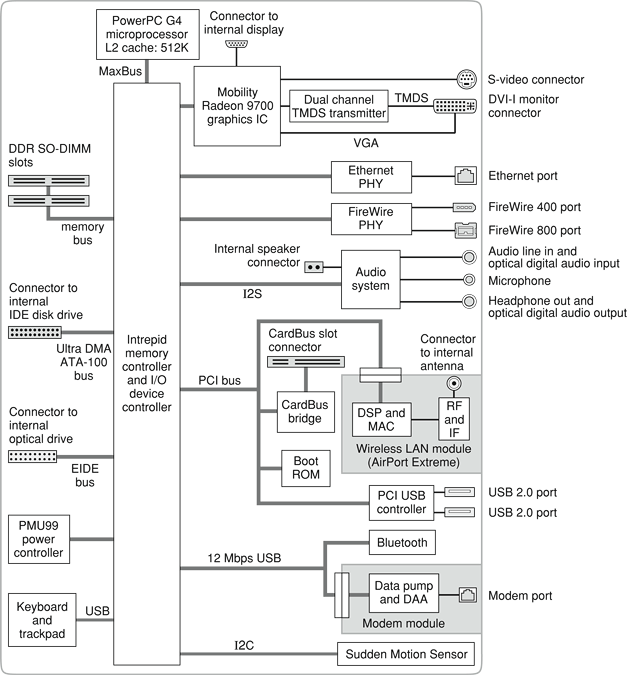 PowerPC G4
microprocessor
L2 cache: 512K
MaxBus
Connector to
internal display
Mobility
Radeon 9700
graphics IC
Dual channel
TMDS transmitter
TMDS
VGA
S-video connector
DVI-I monitor
connector
DDR SO-DIMM
slots
memory
bus
Ethernet
PHY
Ethernet port
FireWire
PHY
FireWire 400 port
FireWire 800 port
Internal speaker
connector
Audio
system
I2S
Audio line in and
optical digital audio input
Microphone
Headphone out and
optical digital audio output
Connector to
internal
IDE disk drive
Ultra DMA
ATA-100
bus
Intrepid
memory
controller
and I/O
device
controller
PCI bus
CardBus slot
connector
CardBus
bridge
Boot
ROM
Connector
to internal
antenna
DSP and
MAC
RF
and
IF
Wireless LAN module
(AirPort Extreme)
Connector to
internal
optical drive
EIDE
bus
PCI USB
controller
USB 2.0 port
USB 2.0 port
PMU99
power
controller
12 Mbps USB
Bluetooth
Data pump
and DAA
Modem module
Modem port
Keyboard
and
trackpad
USB
I2C
Sudden Motion Sensor